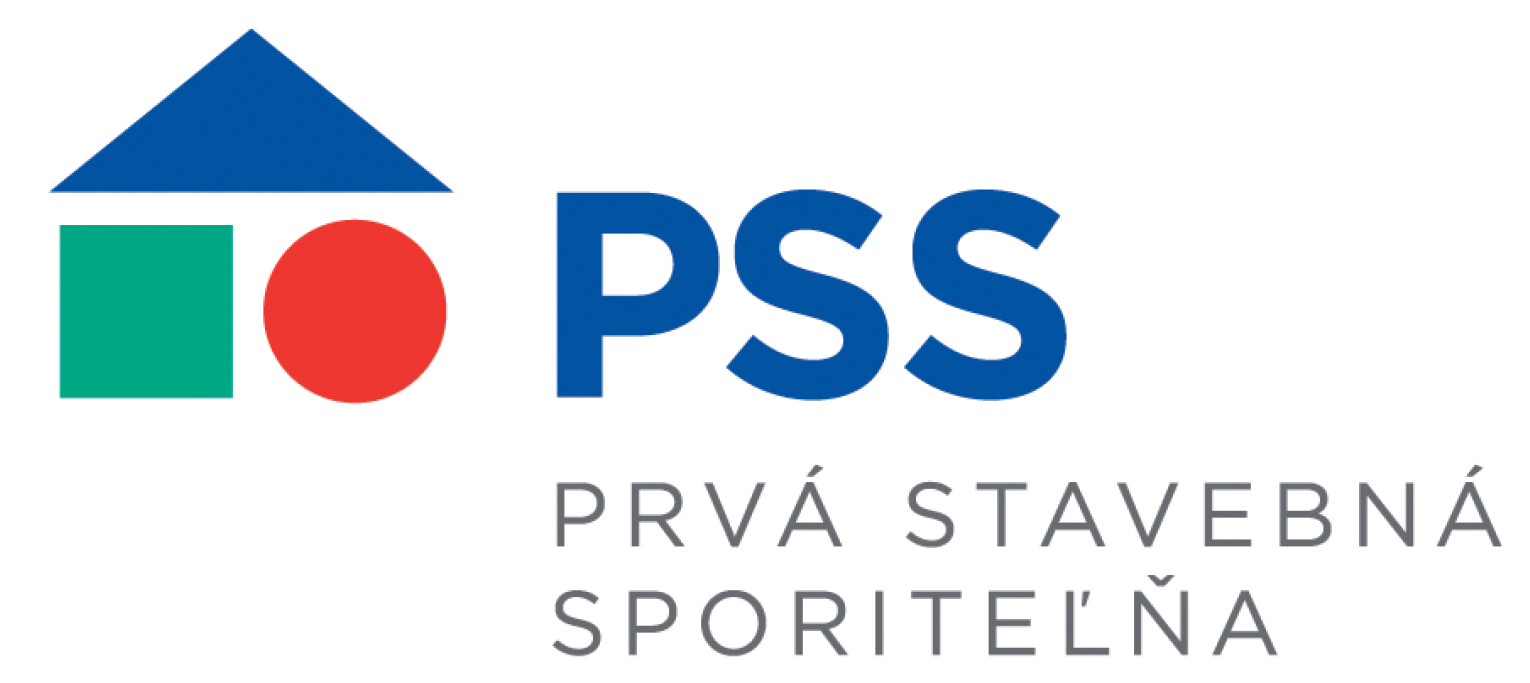 PSS
PRVÁ STAVEBNÁ
SPORITEĽŇA